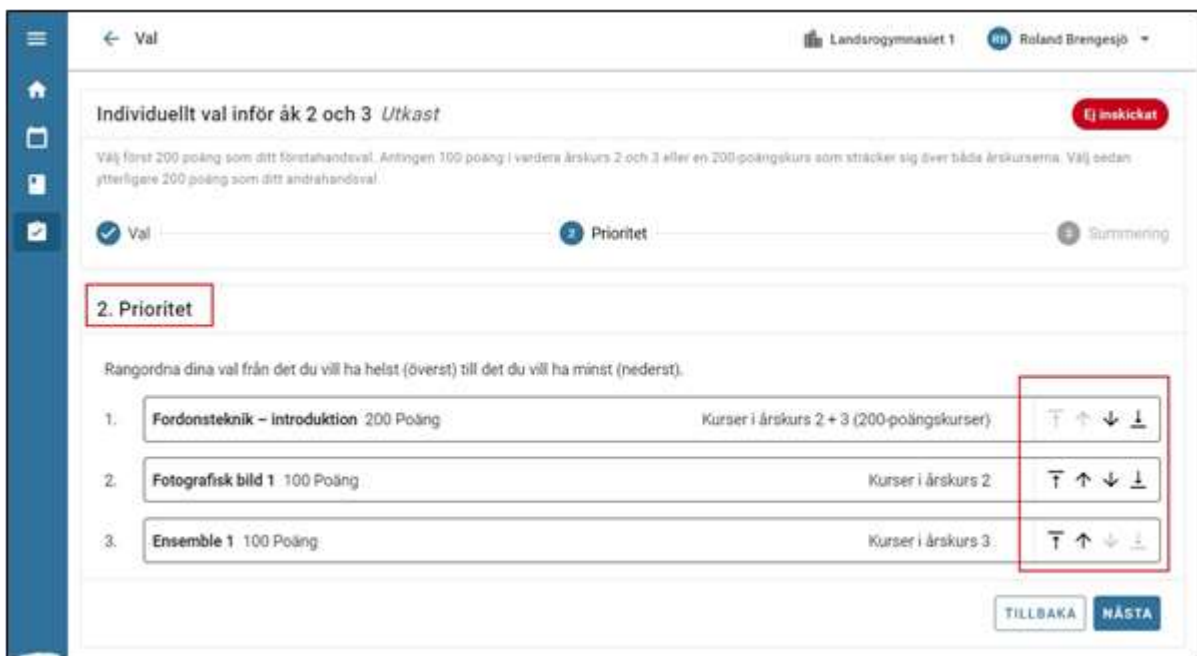 Val
Landsrogymnasiet 1
RB
Roland Brengesjö
Individuellt val inför åk 2 och 3 Utkast
Ej inskickat
Välj först 200 poäng som ditt förstahandsval. Antingen 100 poäng i vardera årskurs 2 och 3 eller en 200-poängskurs som sträcker sig över båda årskurserna. Välj sedan
ytterligare 200 poäng som ditt andrahandsval.
Val
2
Prioritet
3
Summering
2. Prioritet
Rangordna dina val från det du vill ha helst (överst) till det du vill ha minst (nederst).
1. Fordonsteknik – introduktion 200 Poäng Kurser i årskurs 2 + 3 (200-poängskurser)
2. Fotografisk bild 1 100 Poäng Kurser i årskurs 2
3. Ensemble 1 100 Poäng Kurser i årskurs 3
TILLBAKA
NÄSTA